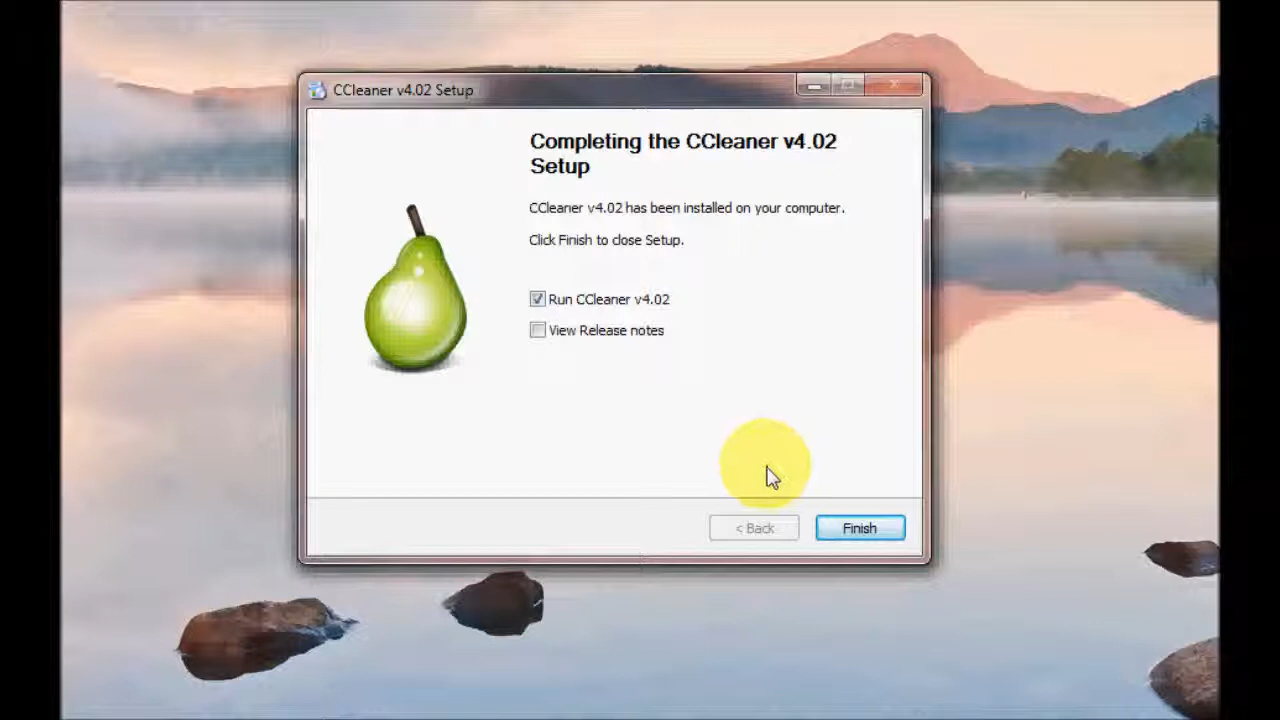 CCleaner v4.02 Setup
Completing the CCleaner v4.02
Setup
CCleaner v4.02 has been installed on your computer.
Click Finish to close Setup.
Run CCleaner v4.02
View Release notes
< Back
Finish